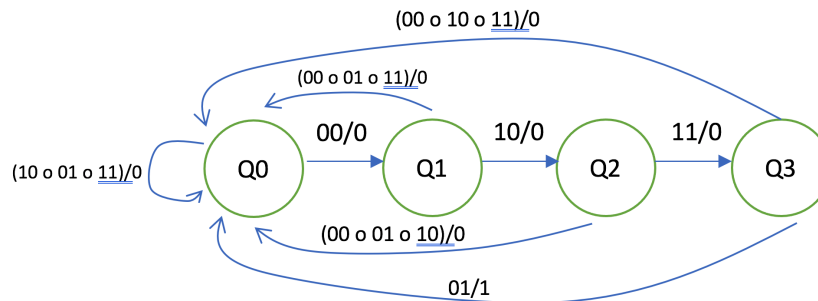 (00 o 10 o 11)/0
(00 o 01 o 11)/0
00/0
10/0
11/0
(10 o 01 o 11)/0
Q0
Q1
Q2
Q3
(00 o 01 o 10)/0
01/1